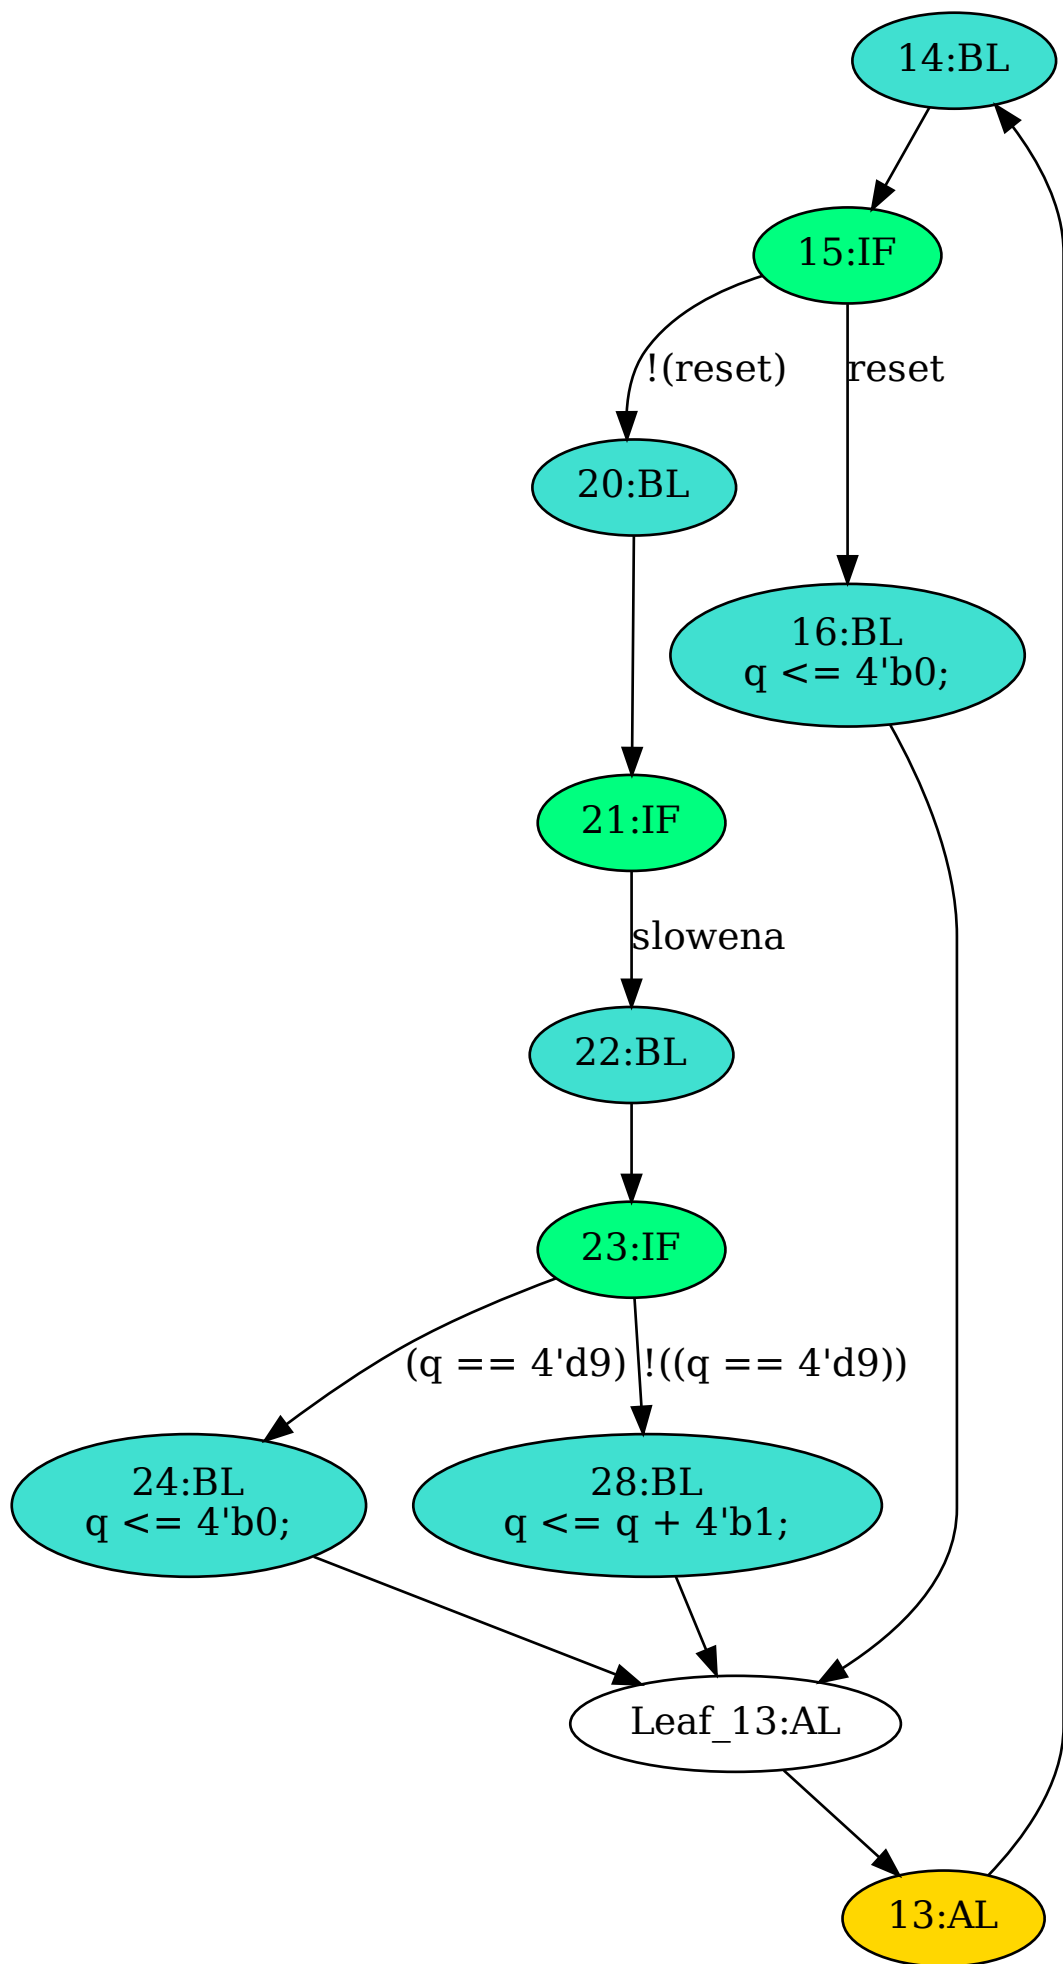 14:BL
15:IF
!(reset)
reset
20:BL
16:BL
q <= 4'b0;
21:IF
slowena
22:BL
23:IF
(q == 4'd9)
!((q == 4'd9))
24:BL
q <= 4'b0;
28:BL
q <= q + 4'b1;
Leaf_13:AL
13:AL